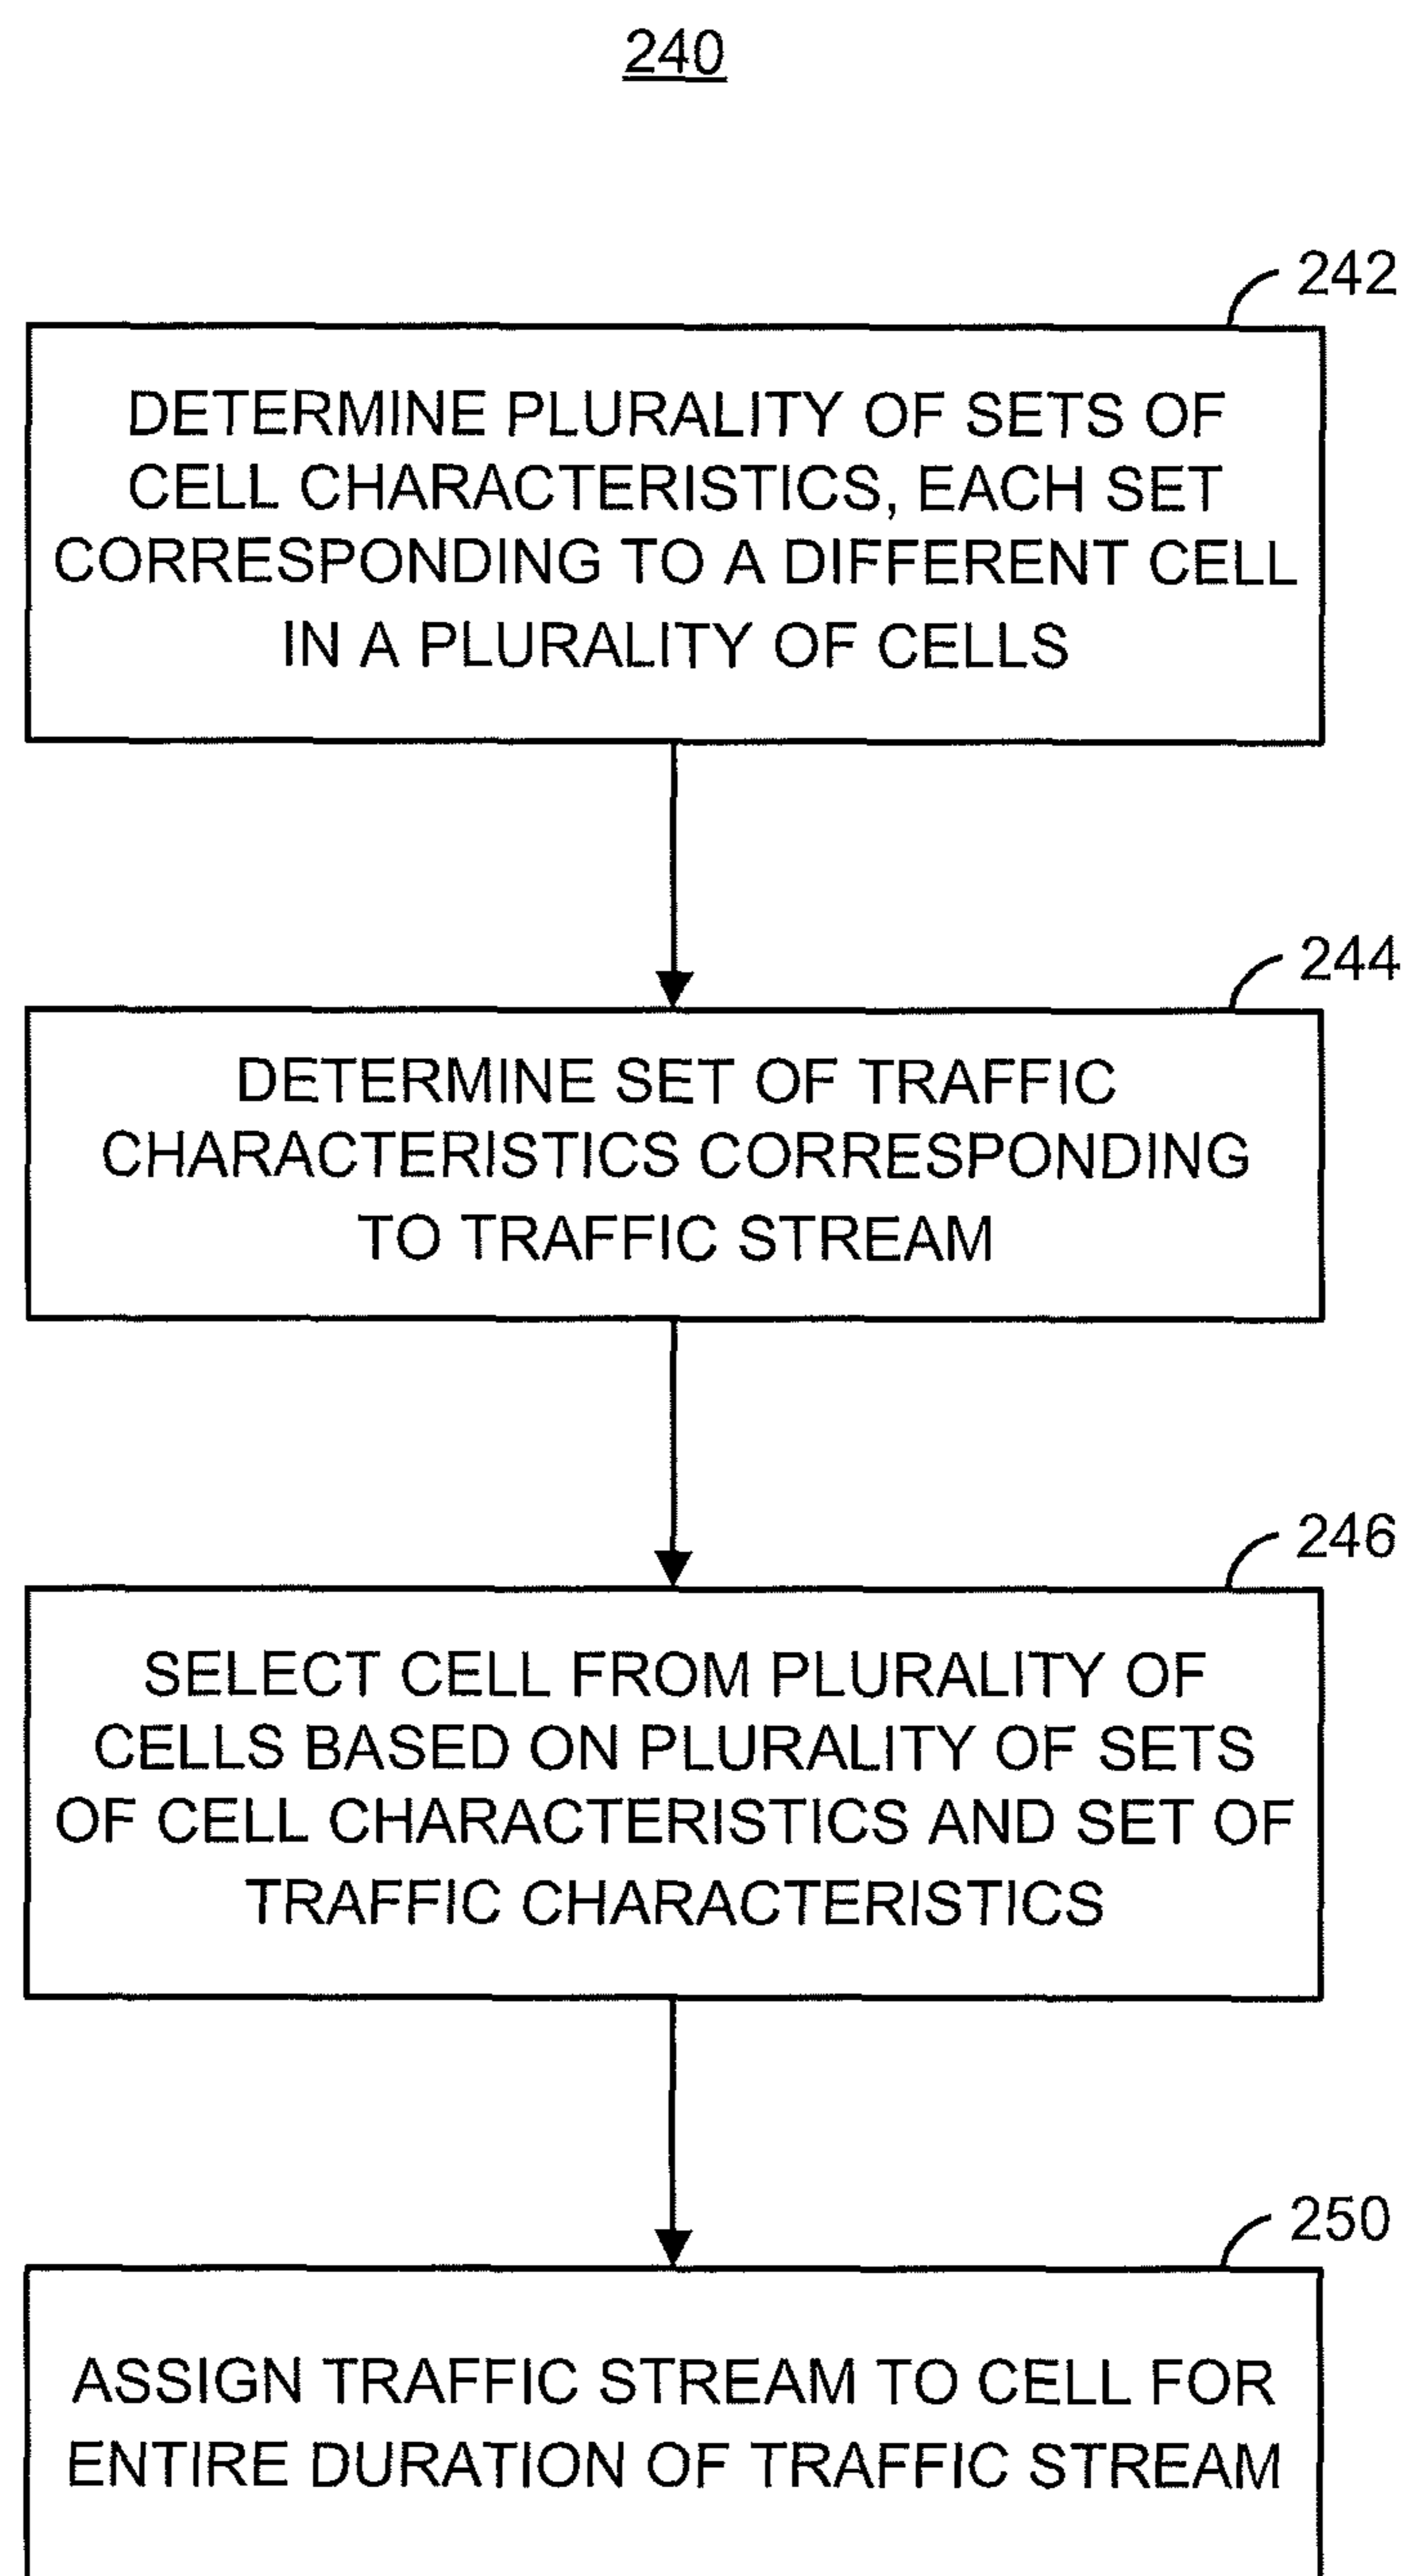 240
242
DETERMINE PLURALITY OF SETS OF
CELL CHARACTERISTICS, EACH SET
CORRESPONDING TO A DIFFERENT CELL
IN A PLURALITY OF CELLS
244
DETERMINE SET OF TRAFFIC
CHARACTERISTICS CORRESPONDING
TO TRAFFIC STREAM
246
SELECT CELL FROM PLURALITY OF
CELLS BASED ON PLURALITY OF SETS
OF CELL CHARACTERISTICS AND SET OF
TRAFFIC CHARACTERISTICS
250
ASSIGN TRAFFIC STREAM TO CELL FOR
ENTIRE DURATION OF TRAFFIC STREAM